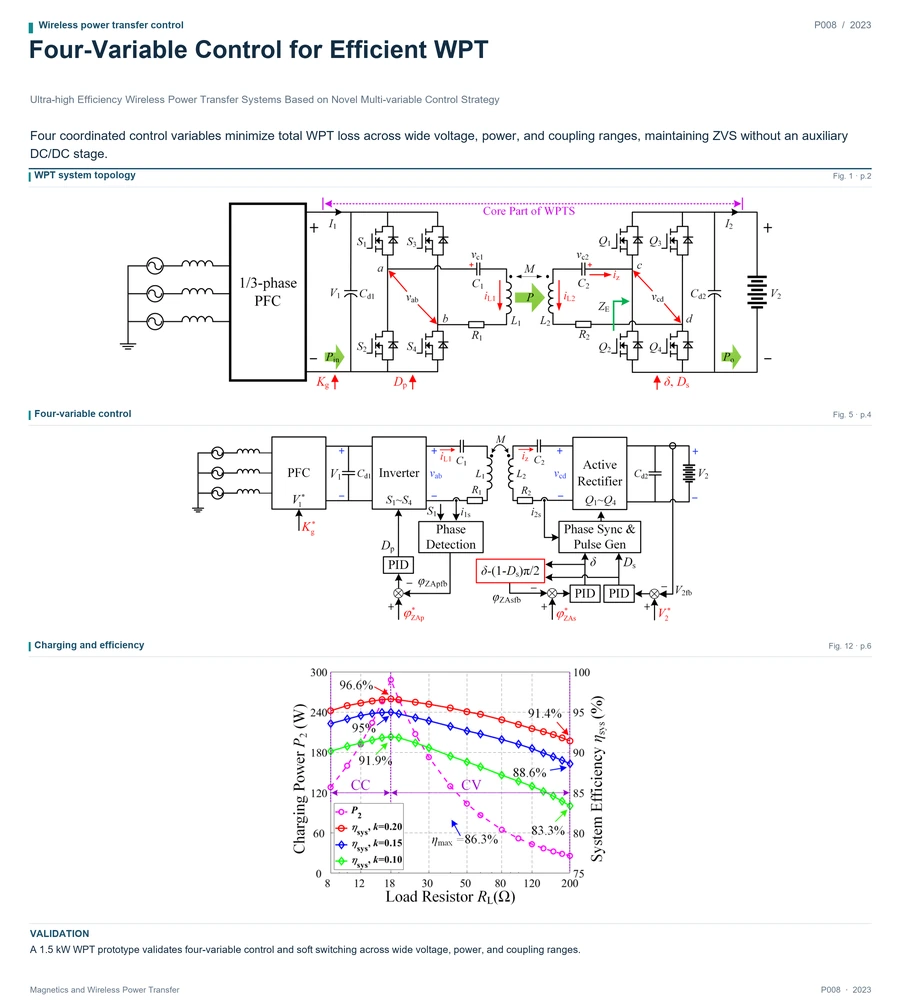 Wireless power transfer control
P008 / 2023
Four-Variable Control for Efficient WPT
Ultra-high Efficiency Wireless Power Transfer Systems Based on Novel Multi-variable Control Strategy
Four coordinated control variables minimize total WPT loss across wide voltage, power, and coupling ranges, maintaining ZVS without an auxiliary
DC/DC stage.
WPT system topology
Fig. 1 · p.2
Core Part of WPTS
I1
I2
+
+
S1
S3
Q1
Q3
a
vc1
+
C1
M
vc2
+
C2
iz
c
1/3-phase
PFC
V1
Cd1
vab
iL1
P
iL2
ZE
vcd
Cd2
V2
b
L1
L2
d
R1
R2
S2
S4
Q2
Q4
−
Pin
Po
−
Kg
Dp
δ, Ds
Four-variable control
Fig. 5 · p.4
M
+
iL1
C1
iz
C2
+
+
PFC
V1
Cd1
Inverter
vab
L1
L2
vcd
Active
Rectifier
Cd2
V2
V1*
−
S1~S4
−
R1
R2
−
Q1~Q4
−
Kg*
S1
i1s
i2s
Phase
Detection
Phase Sync &
Pulse Gen
Dp
PID
δ-(1-Ds)π/2
δ
Ds
−
φZApfb
φZAsfb
−
PID
PID
−
V2fb
+
φZAp*
+
φZAs*
+
V2*
Charging and efficiency
Fig. 12 · p.6
300
240
180
120
60
0
Charging Power P2 (W)
100
95
90
85
80
75
System Efficiency ηsys (%)
96.6%
91.4%
95%
91.9%
88.6%
CC
CV
83.3%
ηmax =86.3%
P2
ηsys, k=0.20
ηsys, k=0.15
ηsys, k=0.10
8 12 18 30 50 80 120 200
Load Resistor RL(Ω)
VALIDATION
A 1.5 kW WPT prototype validates four-variable control and soft switching across wide voltage, power, and coupling ranges.
Magnetics and Wireless Power Transfer
P008 · 2023